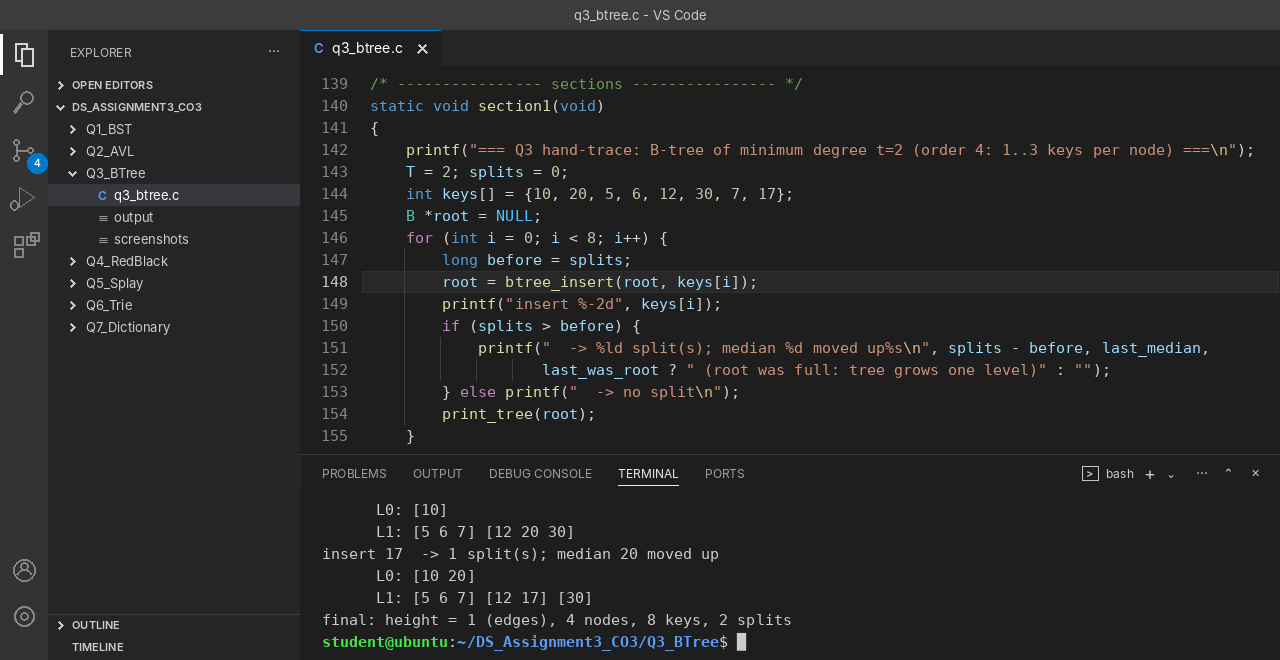 q3_btree.c - VS Code
EXPLORER ···
OPEN EDITORS
DS_ASSIGNMENT3_CO3
Q1_BST
Q2_AVL
Q3_BTree
C q3_btree.c
output
screenshots
Q4_RedBlack
Q5_Splay
Q6_Trie
Q7_Dictionary
4
OUTLINE
TIMELINE
C q3_btree.c
139 /* ---------------- sections ---------------- */
140 static void section1(void)
141 {
142     printf("=== Q3 hand-trace: B-tree of minimum degree t=2 (order 4: 1..3 keys per node) ===\n");
143     T = 2; splits = 0;
144     int keys[] = {10, 20, 5, 6, 12, 30, 7, 17};
145     B *root = NULL;
146     for (int i = 0; i < 8; i++) {
147         long before = splits;
148         root = btree_insert(root, keys[i]);
149         printf("insert %-2d", keys[i]);
150         if (splits > before) {
151             printf("  -> %ld split(s); median %d moved up%s\n", splits - before, last_median,
152                    last_was_root ? " (root was full: tree grows one level)" : "");
153         } else printf("  -> no split\n");
154         print_tree(root);
155     }
PROBLEMS OUTPUT DEBUG CONSOLE TERMINAL PORTS bash
      L0: [10]
      L1: [5 6 7] [12 20 30]
insert 17  -> 1 split(s); median 20 moved up
      L0: [10 20]
      L1: [5 6 7] [12 17] [30]
final: height = 1 (edges), 4 nodes, 8 keys, 2 splits
student@ubuntu:~/DS_Assignment3_CO3/Q3_BTree$